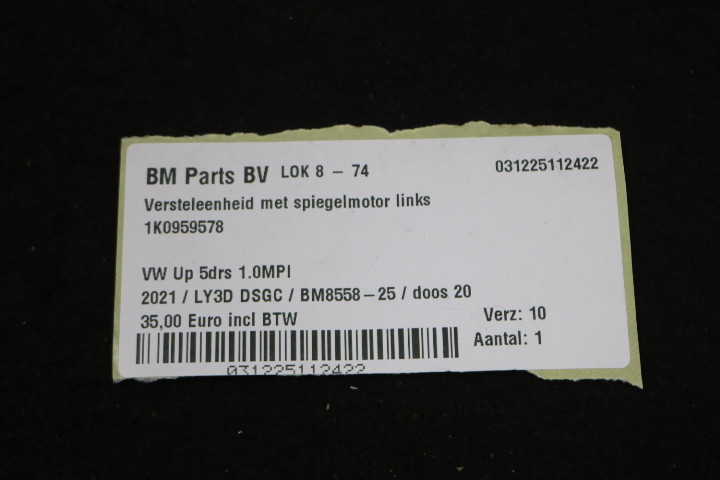 BM Parts BV LOK 8 - 74 031225112422
Versteleenheid met spiegelmotor links
1K0959578
VW Up 5drs 1.0MPI
2021 / LY3D DSGC / BM8558-25 / doos 20
35,00 Euro incl BTW Verz: 10
Aantal: 1
031225112422